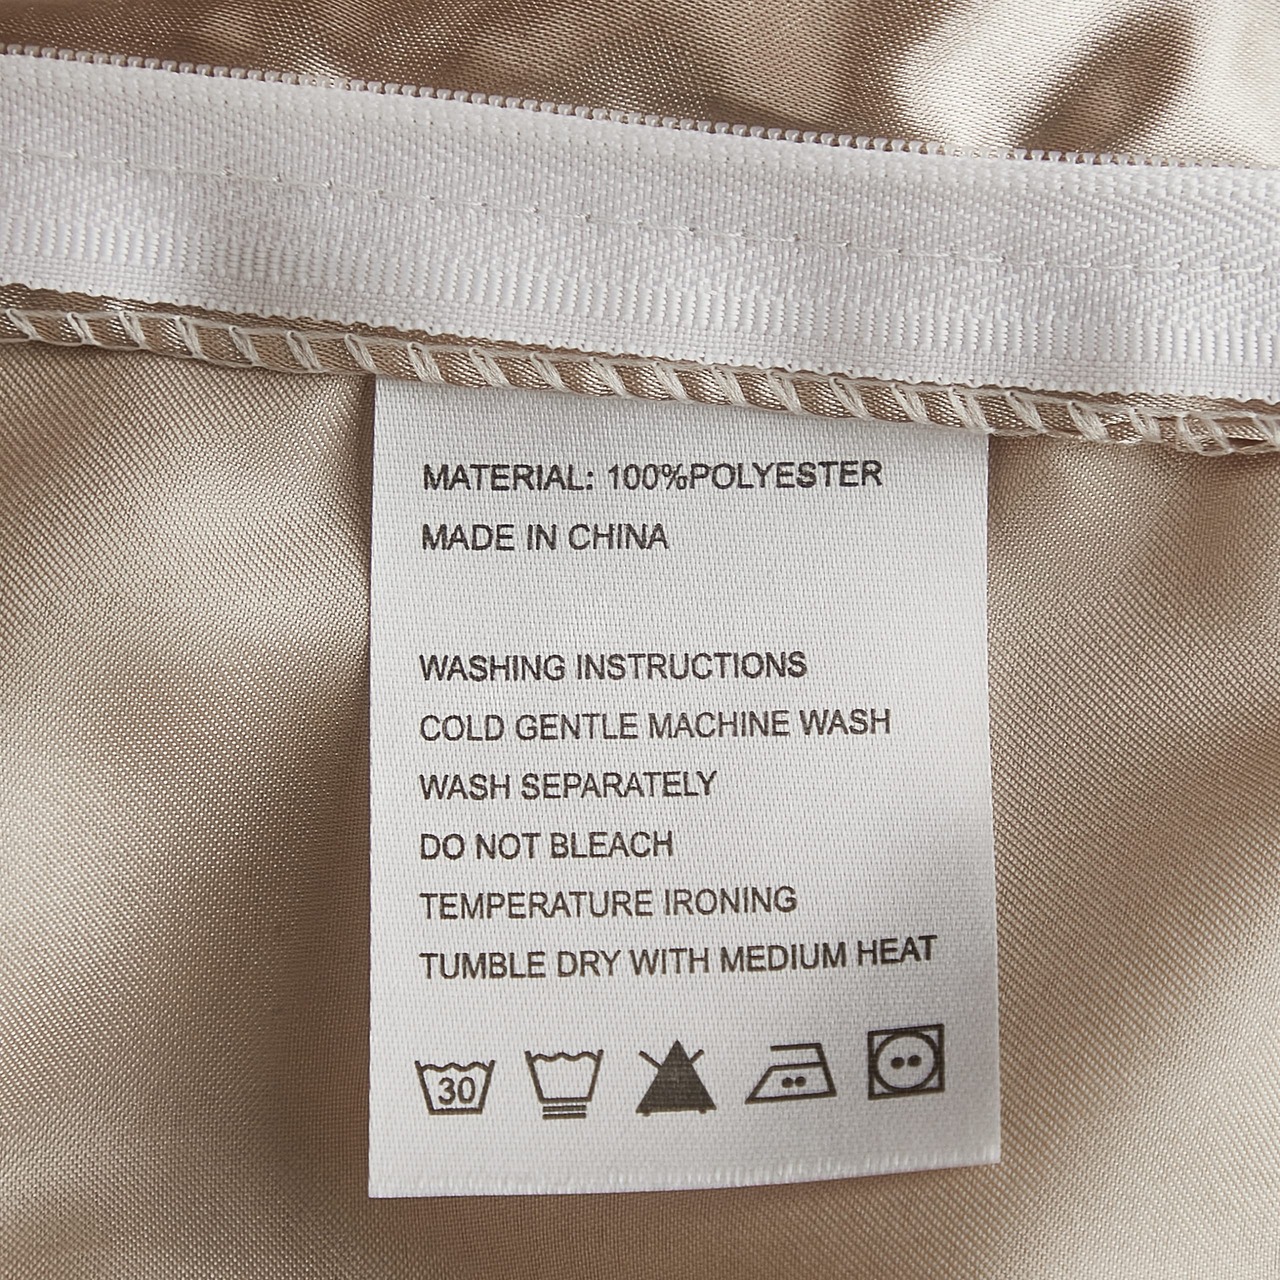 MATERIAL: 100%POLYESTER
MADE IN CHINA
WASHING INSTRUCTIONS
COLD GENTLE MACHINE WASH
WASH SEPARATELY
DO NOT BLEACH
TEMPERATURE IRONING
TUMBLE DRY WITH MEDIUM HEAT
30